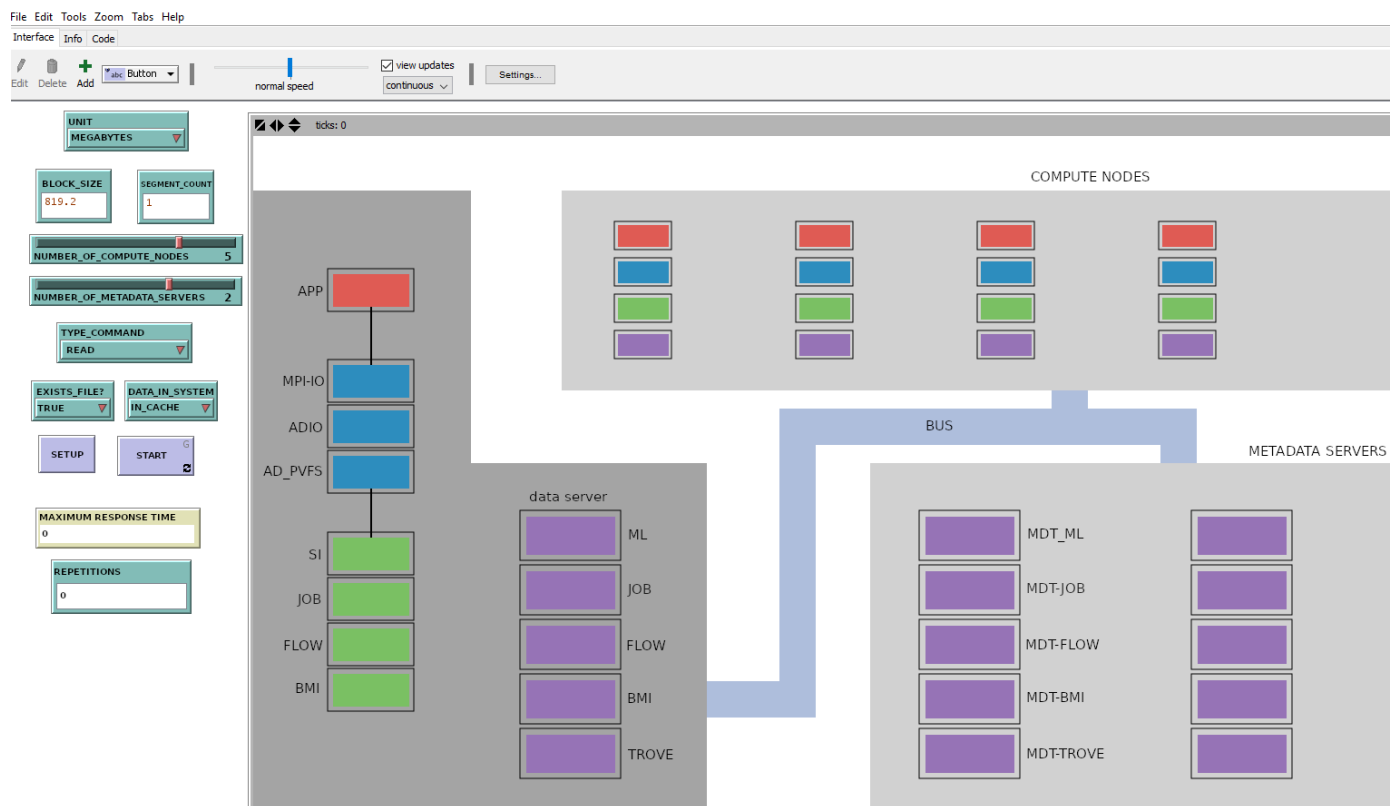 File Edit Tools Zoom Tabs Help
Interface Info Code
Edit Delete Add abc Button normal speed view updates continuous Settings...
UNIT
MEGABYTES
BLOCK_SIZE
819.2
SEGMENT_COUNT
1
NUMBER_OF_COMPUTE_NODES 5
NUMBER_OF_METADATA_SERVERS 2
TYPE_COMMAND
READ
EXISTS_FILE?
TRUE
DATA_IN_SYSTEM
IN_CACHE
SETUP
START G
MAXIMUM RESPONSE TIME
0
REPETITIONS
0
ticks: 0
COMPUTE NODES
APP
MPI-IO
ADIO
AD_PVFS
SI
JOB
FLOW
BMI
data server
ML
JOB
FLOW
BMI
TROVE
BUS
METADATA SERVERS
MDT_ML
MDT-JOB
MDT-FLOW
MDT-BMI
MDT-TROVE